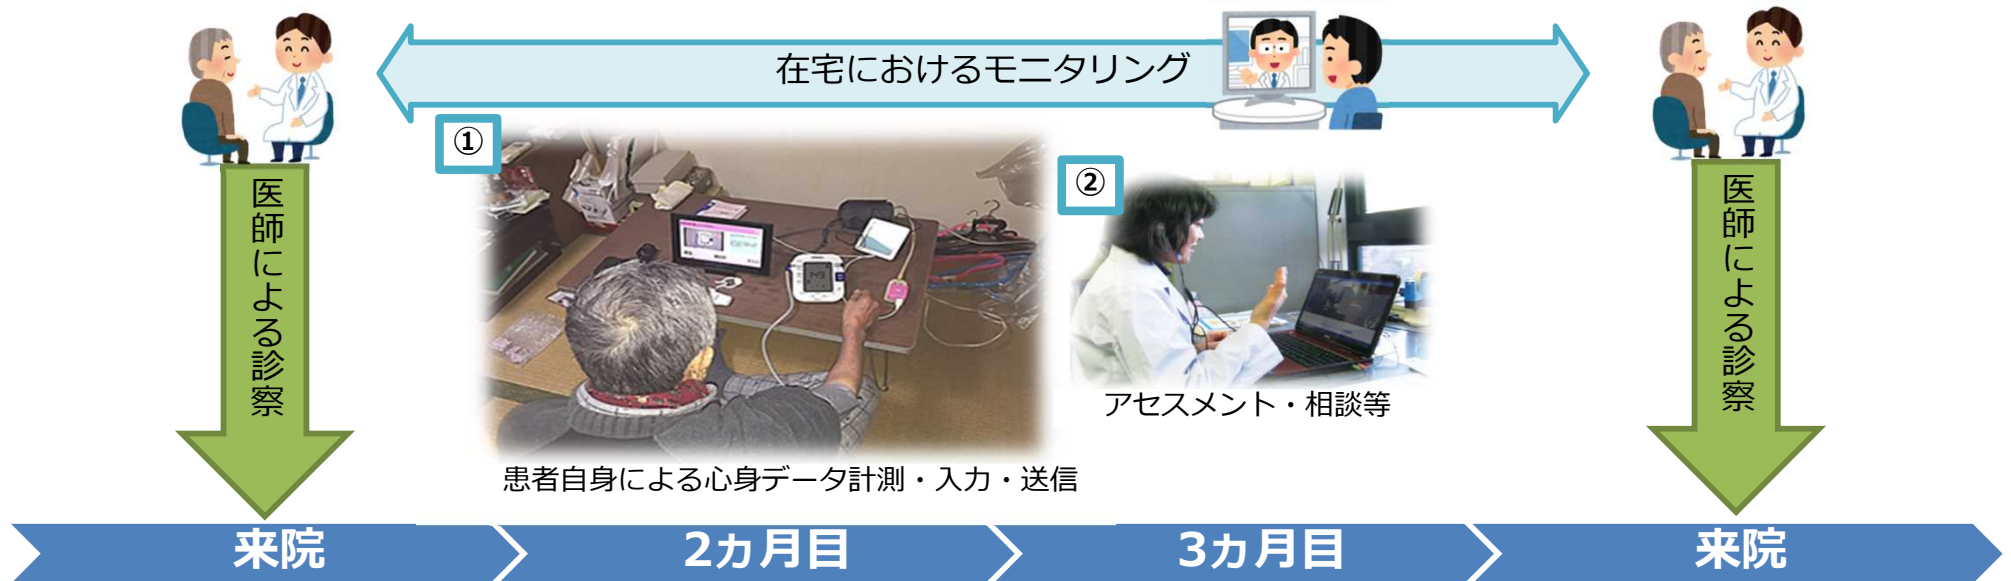 在宅におけるモニタリング
①
②
医師による診察
医師による診察
アセスメント・相談等
患者自身による心身データ計測・入力・送信
来院
2ヵ月目
3ヵ月目
来院